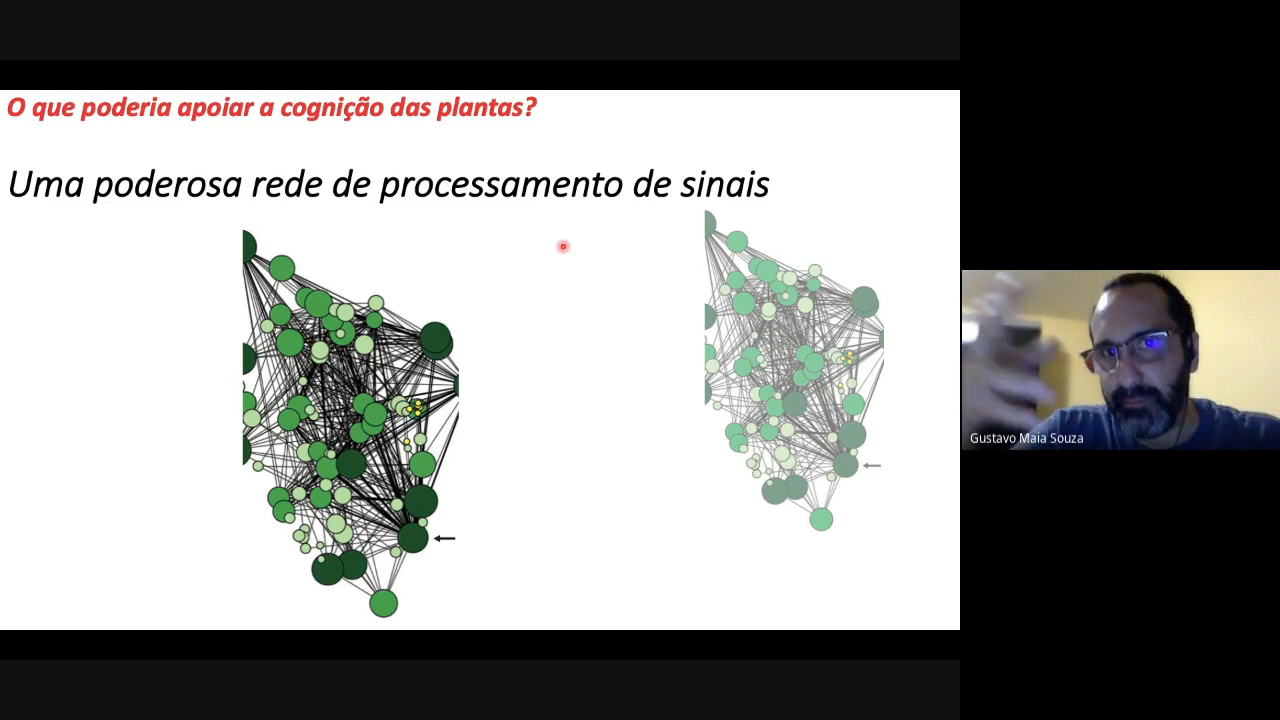 O que poderia apoiar a cognição das plantas?
Uma poderosa rede de processamento de sinais
Gustavo Maia Souza